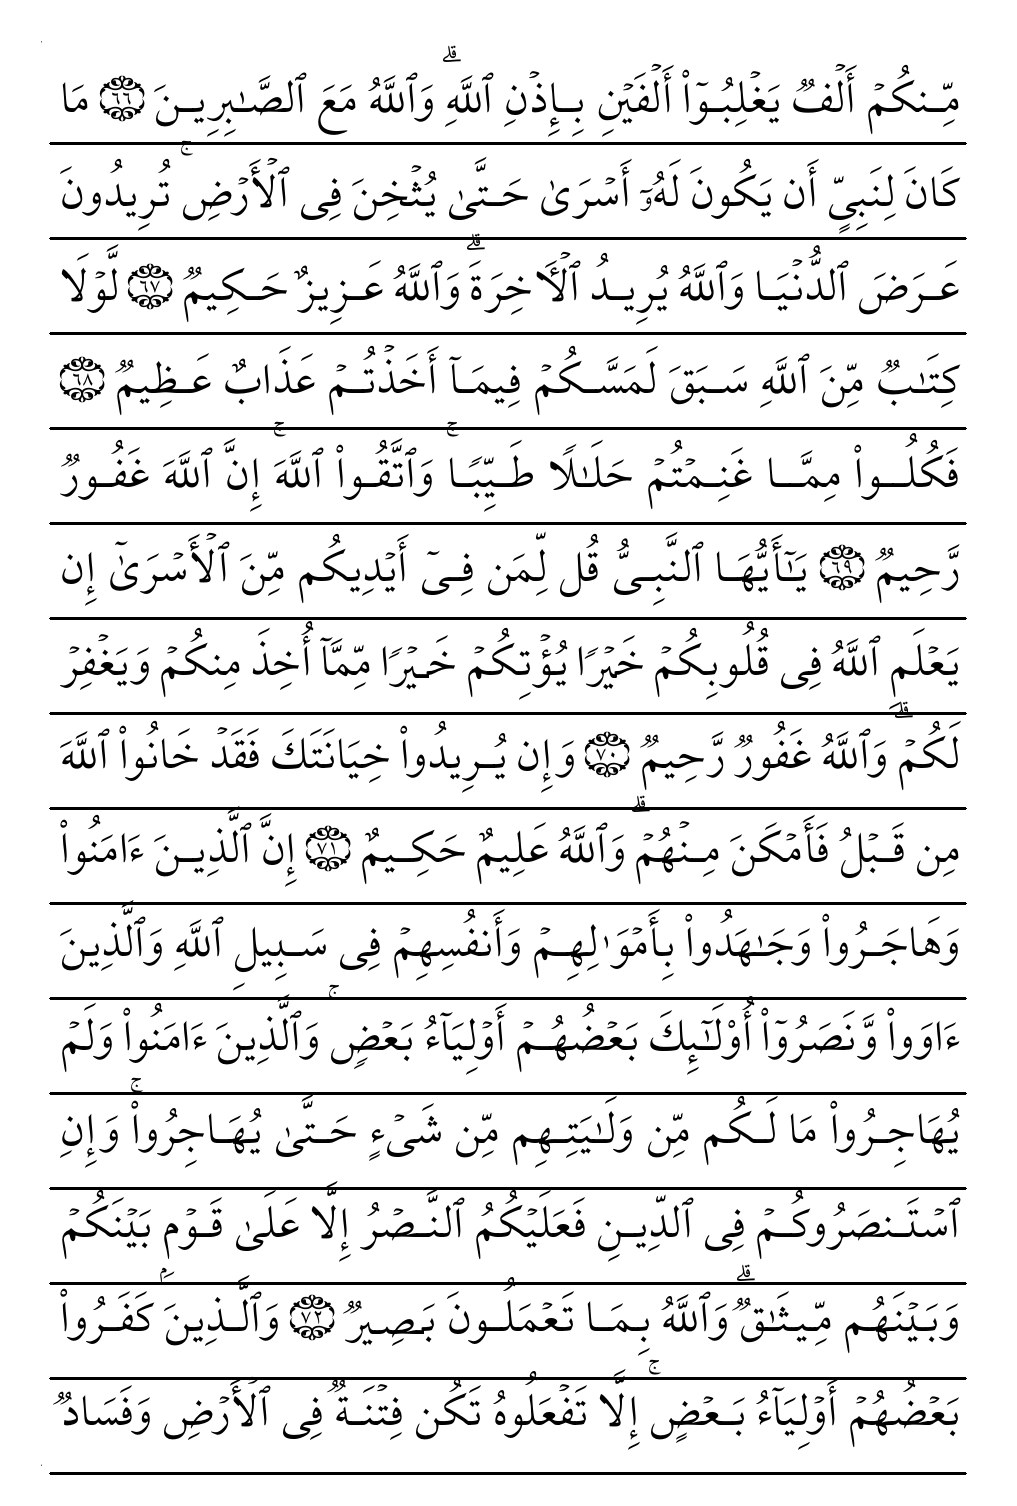 مِّنكُمۡ أَلۡفٞ يَغۡلِبُوٓاْ أَلۡفَيۡنِ بِإِذۡنِ ٱللَّهِۗ وَٱللَّهُ مَعَ ٱلصَّٰبِرِينَ ٦٦ مَا
كَانَ لِنَبِيٍّ أَن يَكُونَ لَهُۥٓ أَسۡرَىٰ حَتَّىٰ يُثۡخِنَ فِي ٱلۡأَرۡضِۚ تُرِيدُونَ
عَرَضَ ٱلدُّنۡيَا وَٱللَّهُ يُرِيدُ ٱلۡأٓخِرَةَۗ وَٱللَّهُ عَزِيزٌ حَكِيمٞ ٦٧ لَّوۡلَا
كِتَٰبٞ مِّنَ ٱللَّهِ سَبَقَ لَمَسَّكُمۡ فِيمَآ أَخَذۡتُمۡ عَذَابٌ عَظِيمٞ ٦٨
فَكُلُواْ مِمَّا غَنِمۡتُمۡ حَلَٰلٗا طَيِّبٗاۚ وَٱتَّقُواْ ٱللَّهَۚ إِنَّ ٱللَّهَ غَفُورٞ
رَّحِيمٞ ٦٩ يَٰٓأَيُّهَا ٱلنَّبِيُّ قُل لِّمَن فِيٓ أَيۡدِيكُم مِّنَ ٱلۡأَسۡرَىٰٓ إِن
يَعۡلَمِ ٱللَّهُ فِي قُلُوبِكُمۡ خَيۡرٗا يُؤۡتِكُمۡ خَيۡرٗا مِّمَّآ أُخِذَ مِنكُمۡ وَيَغۡفِرۡ
لَكُمۡۚ وَٱللَّهُ غَفُورٞ رَّحِيمٞ ٧٠ وَإِن يُرِيدُواْ خِيَانَتَكَ فَقَدۡ خَانُواْ ٱللَّهَ
مِن قَبۡلُ فَأَمۡكَنَ مِنۡهُمۡۗ وَٱللَّهُ عَلِيمٌ حَكِيمٌ ٧١ إِنَّ ٱلَّذِينَ ءَامَنُواْ
وَهَاجَرُواْ وَجَٰهَدُواْ بِأَمۡوَٰلِهِمۡ وَأَنفُسِهِمۡ فِي سَبِيلِ ٱللَّهِ وَٱلَّذِينَ
ءَاوَواْ وَّنَصَرُوٓاْ أُوْلَٰٓئِكَ بَعۡضُهُمۡ أَوۡلِيَآءُ بَعۡضٖۚ وَٱلَّذِينَ ءَامَنُواْ وَلَمۡ
يُهَاجِرُواْ مَا لَكُم مِّن وَلَٰيَتِهِم مِّن شَيۡءٍ حَتَّىٰ يُهَاجِرُواْۚ وَإِنِ
ٱسۡتَنصَرُوكُمۡ فِي ٱلدِّينِ فَعَلَيۡكُمُ ٱلنَّصۡرُ إِلَّا عَلَىٰ قَوۡمِۭ بَيۡنَكُمۡ
وَبَيۡنَهُم مِّيثَٰقٞۗ وَٱللَّهُ بِمَا تَعۡمَلُونَ بَصِيرٞ ٧٢ وَٱلَّذِينَ كَفَرُواْ
بَعۡضُهُمۡ أَوۡلِيَآءُ بَعۡضٍۚ إِلَّا تَفۡعَلُوهُ تَكُن فِتۡنَةٞ فِي ٱلۡأَرۡضِ وَفَسَادٞ